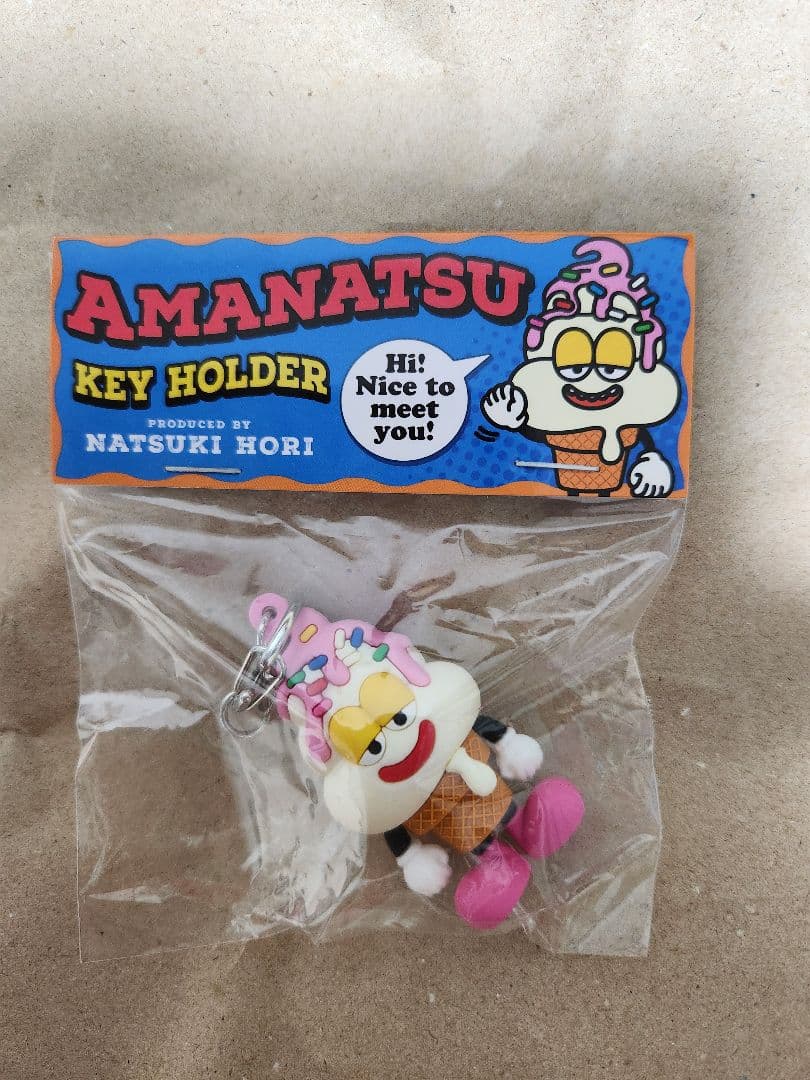 AMANATSU
KEY HOLDER
PRODUCED BY
NATSUKI HORI
Hi!
Nice to
meet
you!